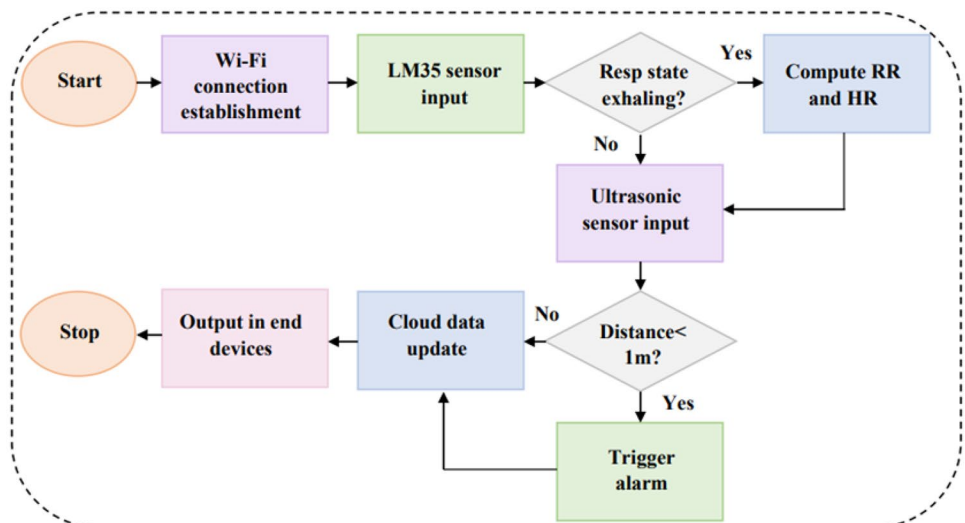 Start
Wi-Fi
connection
establishment
LM35 sensor
input
Resp state
exhaling?
Yes
Compute RR
and HR
No
Ultrasonic
sensor input
Distance<
1m?
No
Cloud data
update
Output in end
devices
Stop
Yes
Trigger
alarm